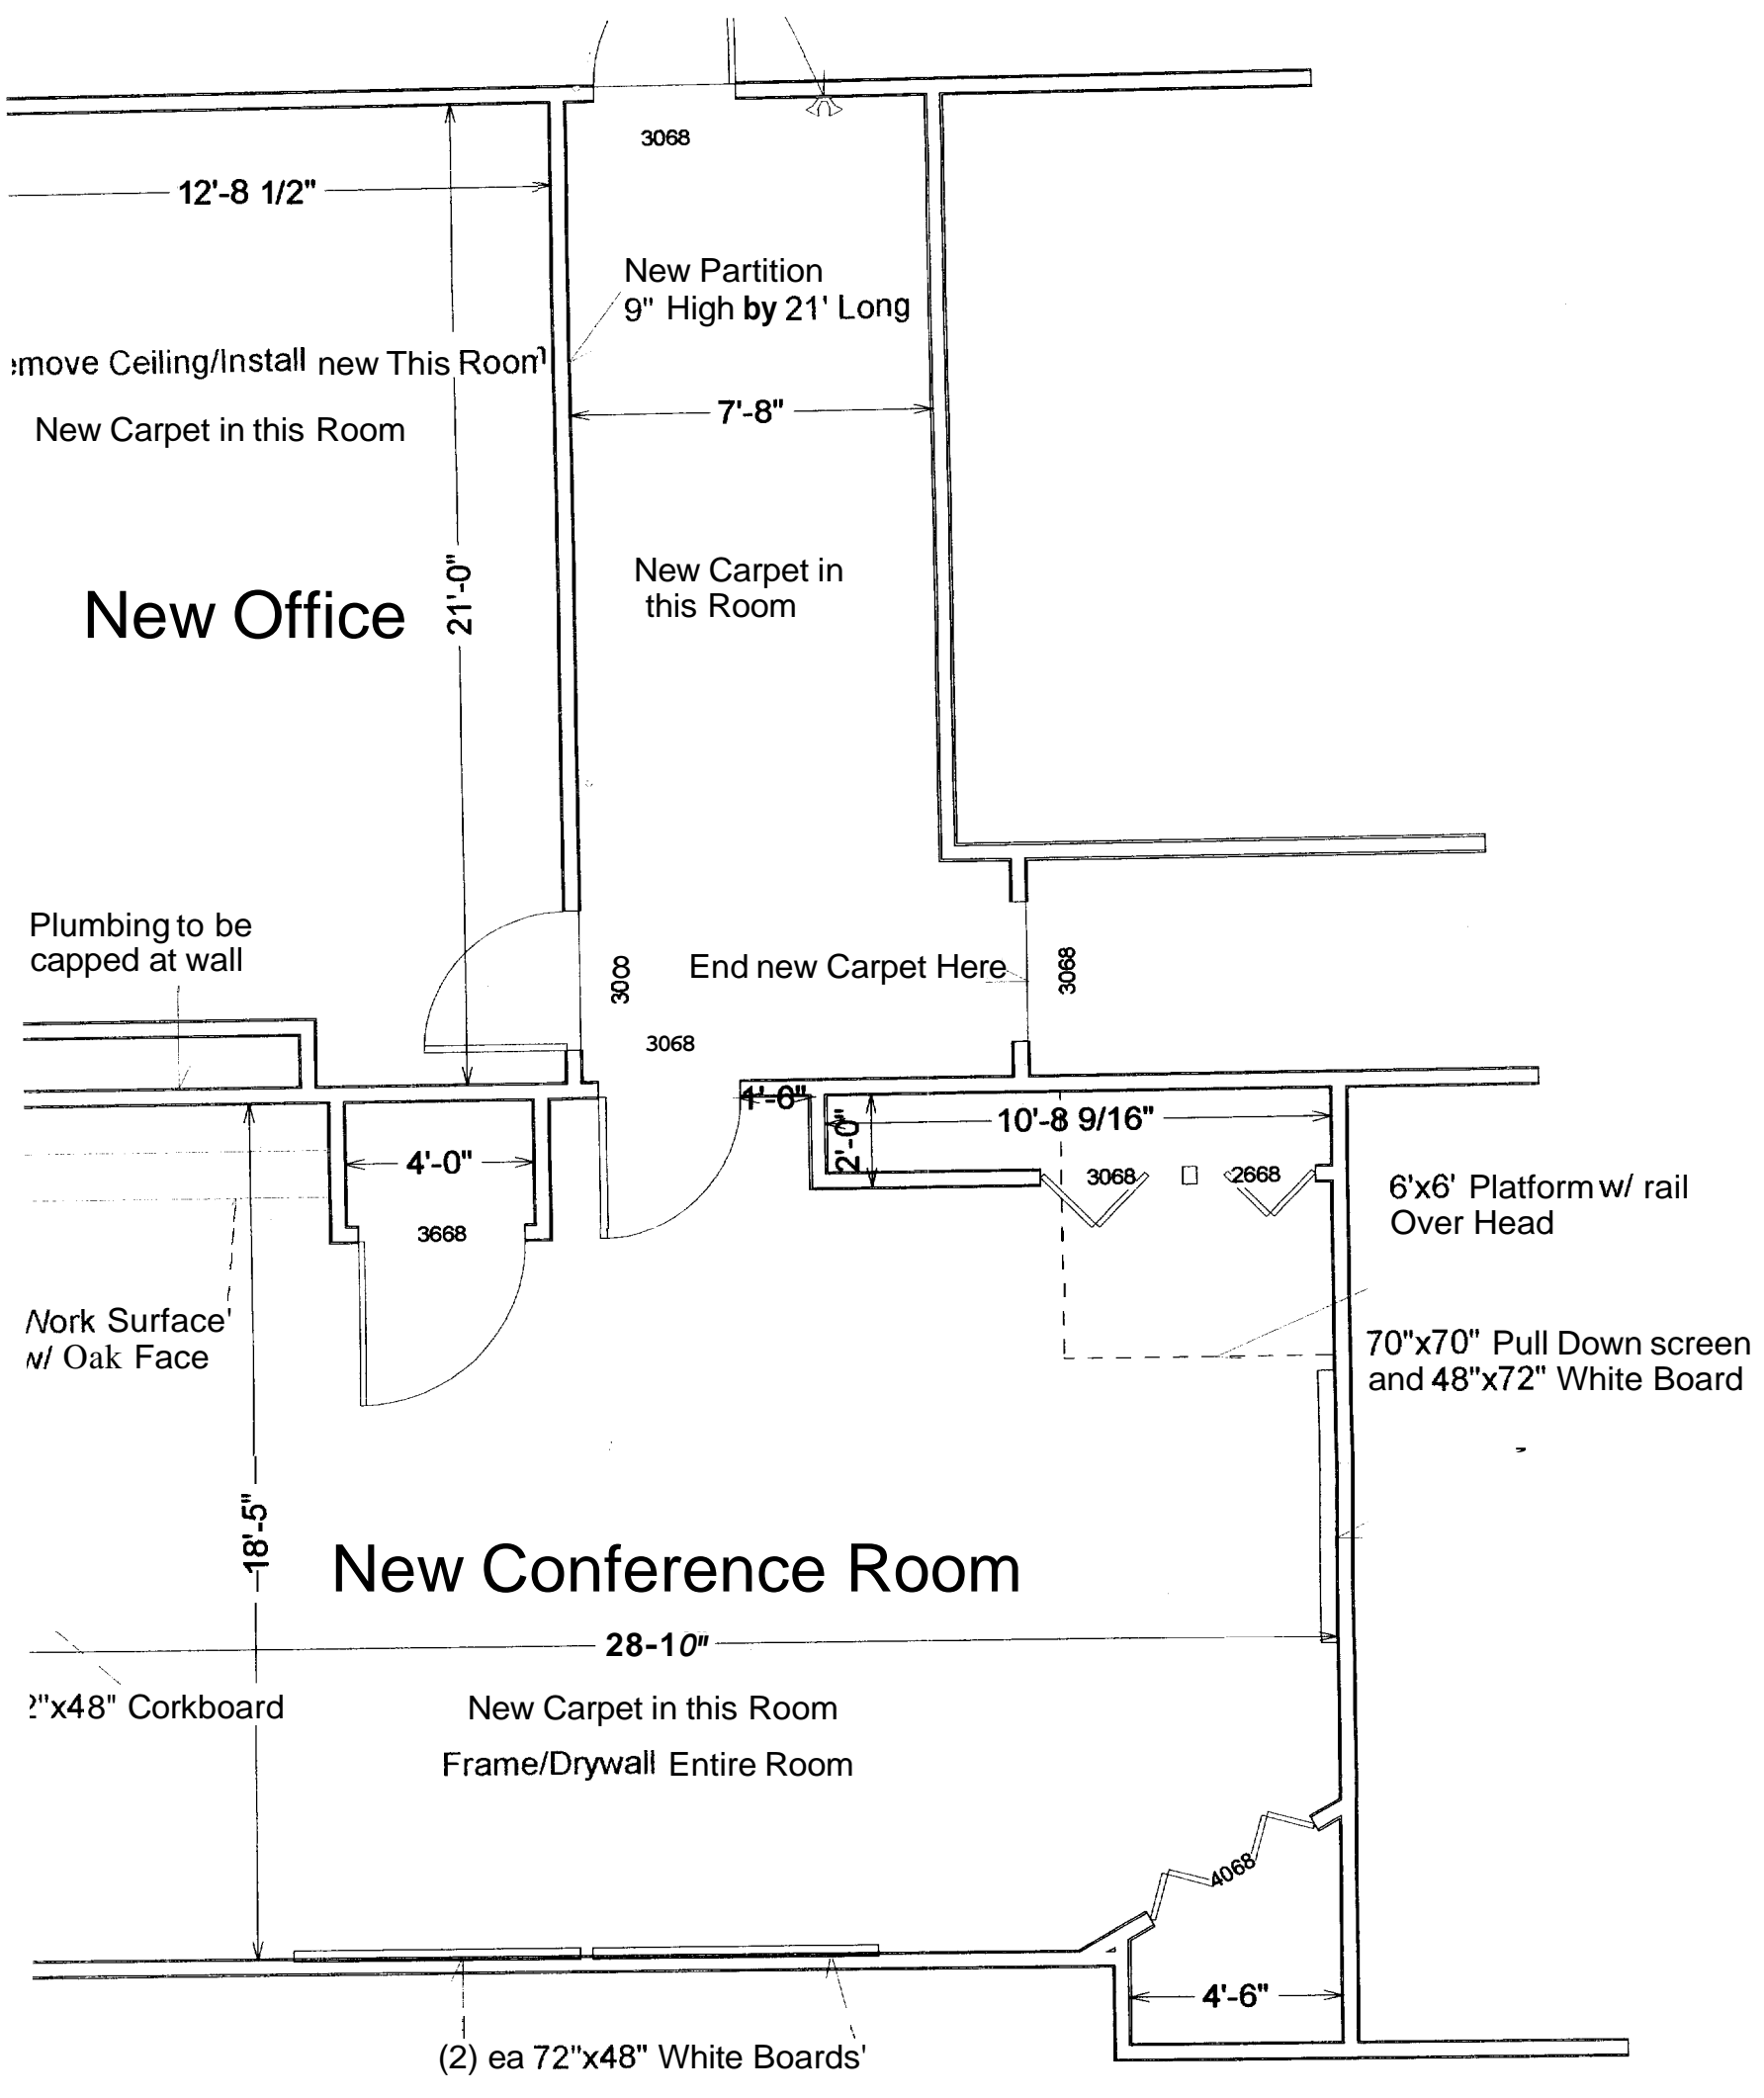 3068
12'-8 1/2"
New Partition
9" High by 21' Long
emove Ceiling/Install new This Room
7'-8"
New Carpet in this Room
21'-0"
New Carpet in
this Room
New Office
Plumbing to be
capped at wall
3068
End new Carpet Here
3068
3068
1'-6"
10'-8 9/16"
2'-0"
4'-0"
3068
2668
6'x6' Platform w/ rail
Over Head
3668
Work Surface'
w/ Oak Face
70"x70" Pull Down screen
and 48"x72" White Board
18'-5"
New Conference Room
28-10"
2"x48" Corkboard
New Carpet in this Room
Frame/Drywall Entire Room
4068
4'-6"
(2) ea 72"x48" White Boards'